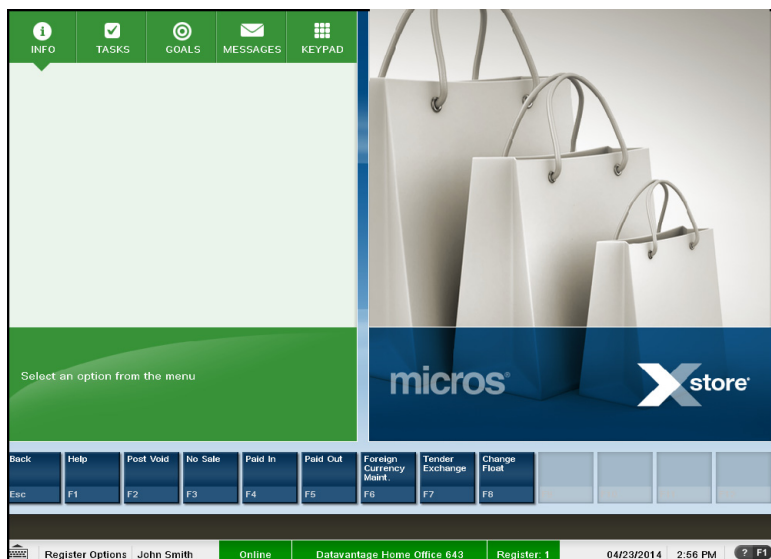 INFO TASKS GOALS MESSAGES KEYPAD
Select an option from the menu
micros® Xstore®
Back Help Post Void No Sale Paid In Paid Out Foreign Currency Maint. Tender Exchange Change Float
Esc F1 F2 F3 F4 F5 F6 F7 F8
Register Options John Smith Online Datavantage Home Office 643 Register: 1 04/23/2014 2:56 PM ? F1